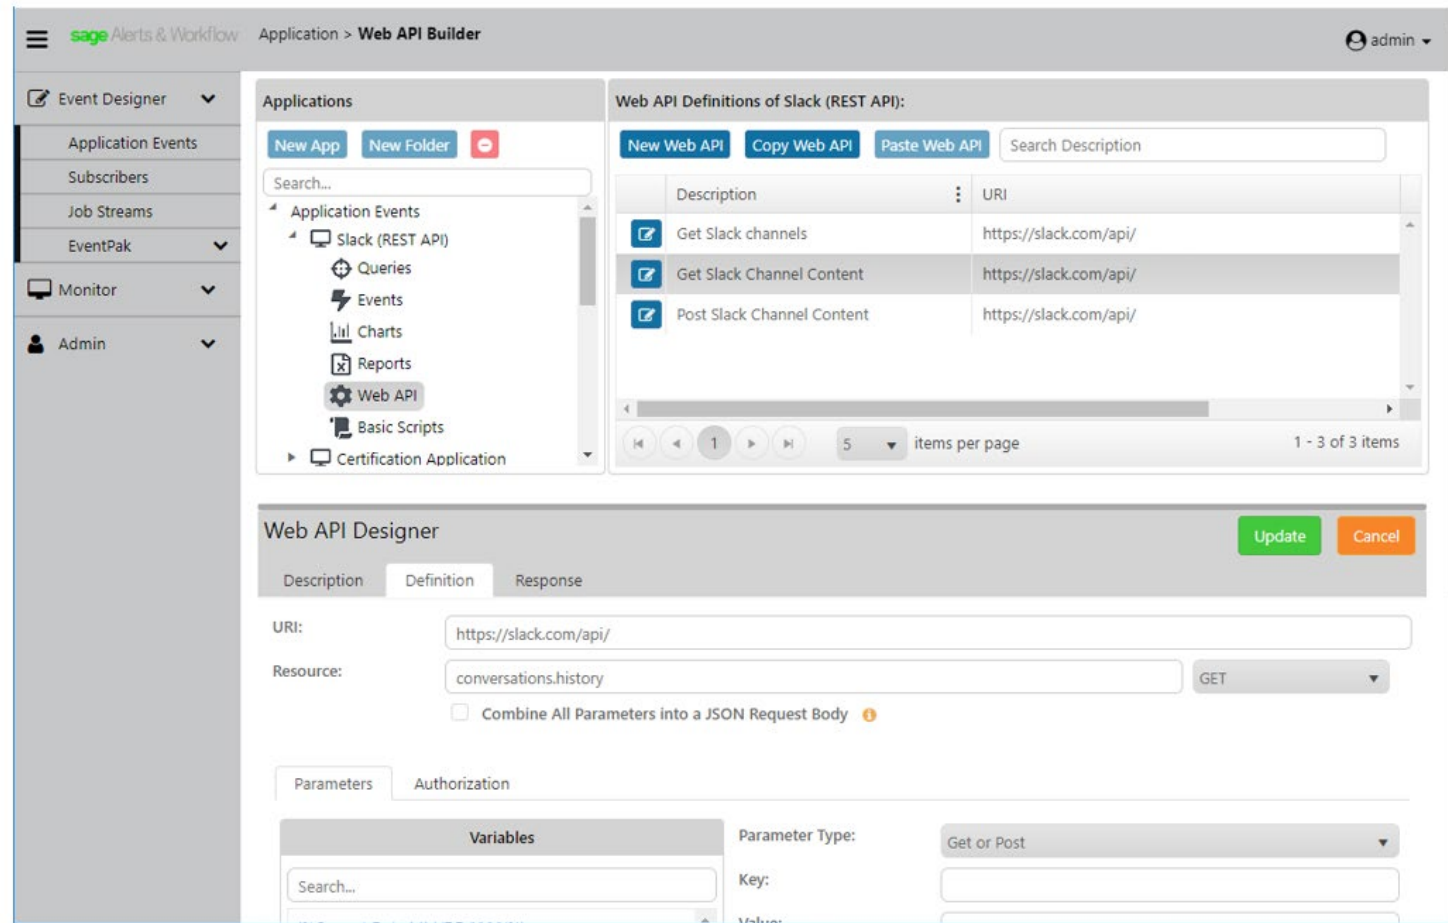 sage Alerts & Workflow
Application > Web API Builder
admin
Event Designer
Application Events
Subscribers
Job Streams
EventPak
Monitor
Admin
Applications
New App
New Folder
Search...
Application Events
Slack (REST API)
Queries
Events
Charts
Reports
Web API
Basic Scripts
Certification Application
Web API Definitions of Slack (REST API):
New Web API
Copy Web API
Paste Web API
Search Description
Description
URI
Get Slack channels
https://slack.com/api/
Get Slack Channel Content
https://slack.com/api/
Post Slack Channel Content
https://slack.com/api/
1
5
items per page
1 - 3 of 3 items
Web API Designer
Update
Cancel
Description
Definition
Response
URI:
https://slack.com/api/
Resource:
conversations.history
GET
Combine All Parameters into a JSON Request Body
Parameters
Authorization
Variables
Search...
Parameter Type:
Get or Post
Key:
Value: